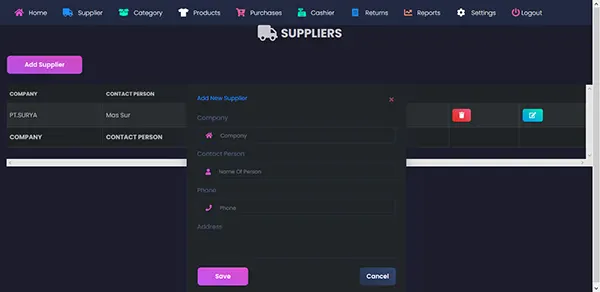 Home Supplier Category Products Purchases Cashier Returns Reports Settings Logout
SUPPLIERS
Add Supplier
COMPANY CONTACT PERSON
PT.SURYA Mas Sur
COMPANY CONTACT PERSON
Add New Supplier
Company
Company
Contact Person
Name Of Person
Phone
Phone
Address
Save Cancel